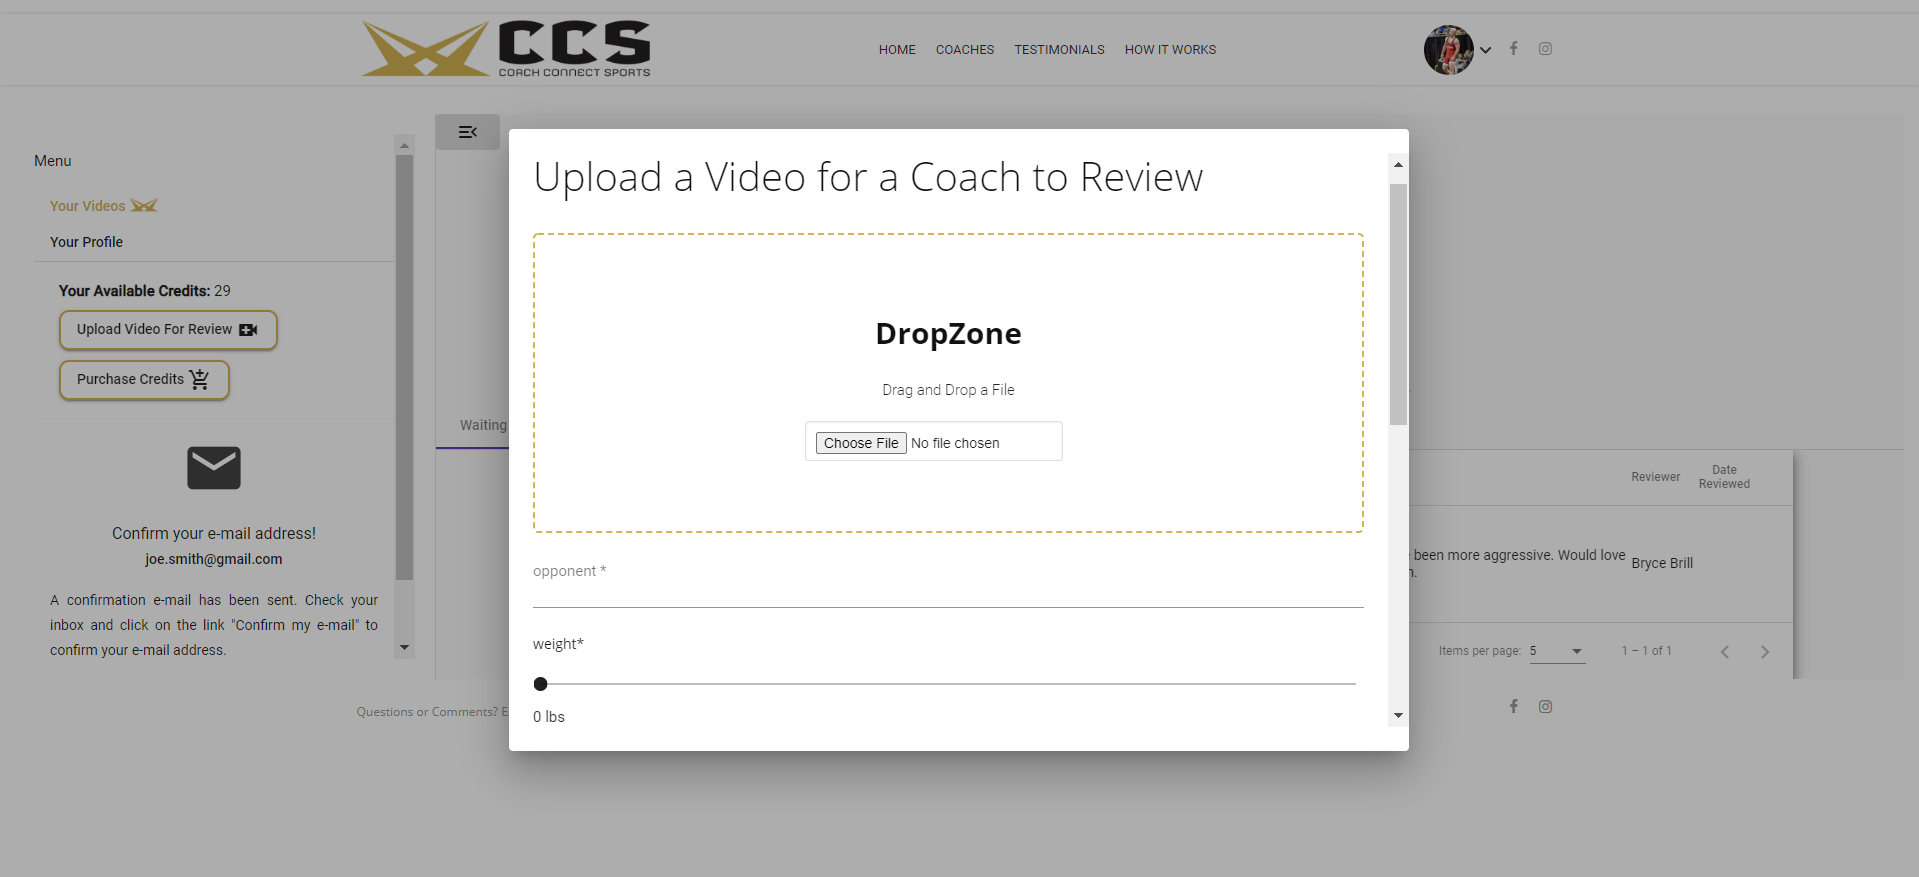 CCS
COACH CONNECT SPORTS
HOME COACHES TESTIMONIALS HOW IT WORKS
Menu
Your Videos
Your Profile
Your Available Credits: 29
Upload Video For Review
Purchase Credits
Confirm your e-mail address!
joe.smith@gmail.com
A confirmation e-mail has been sent. Check your
inbox and click on the link "Confirm my e-mail" to
confirm your e-mail address.
Waiting
Upload a Video for a Coach to Review
DropZone
Drag and Drop a File
Choose File No file chosen
opponent *
weight*
0 lbs
Reviewer Date
Reviewed
been more aggressive. Would love
Bryce Brill
Items per page: 5 1 – 1 of 1
Questions or Comments?